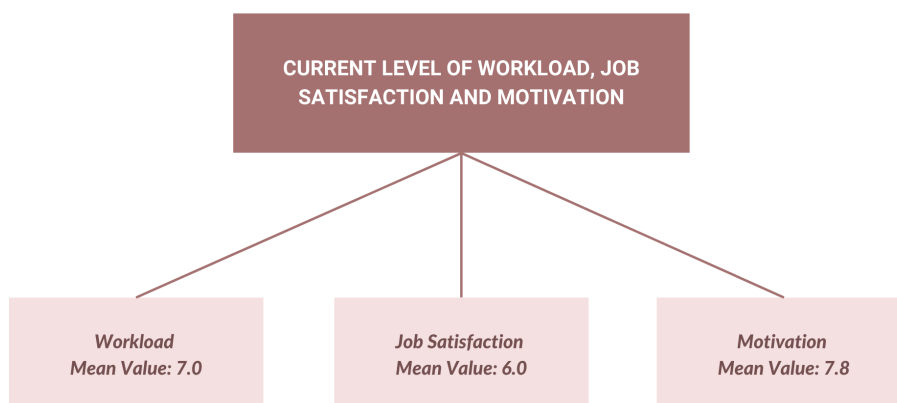 CURRENT LEVEL OF WORKLOAD, JOB
SATISFACTION AND MOTIVATION
Workload
Mean Value: 7.0
Job Satisfaction
Mean Value: 6.0
Motivation
Mean Value: 7.8